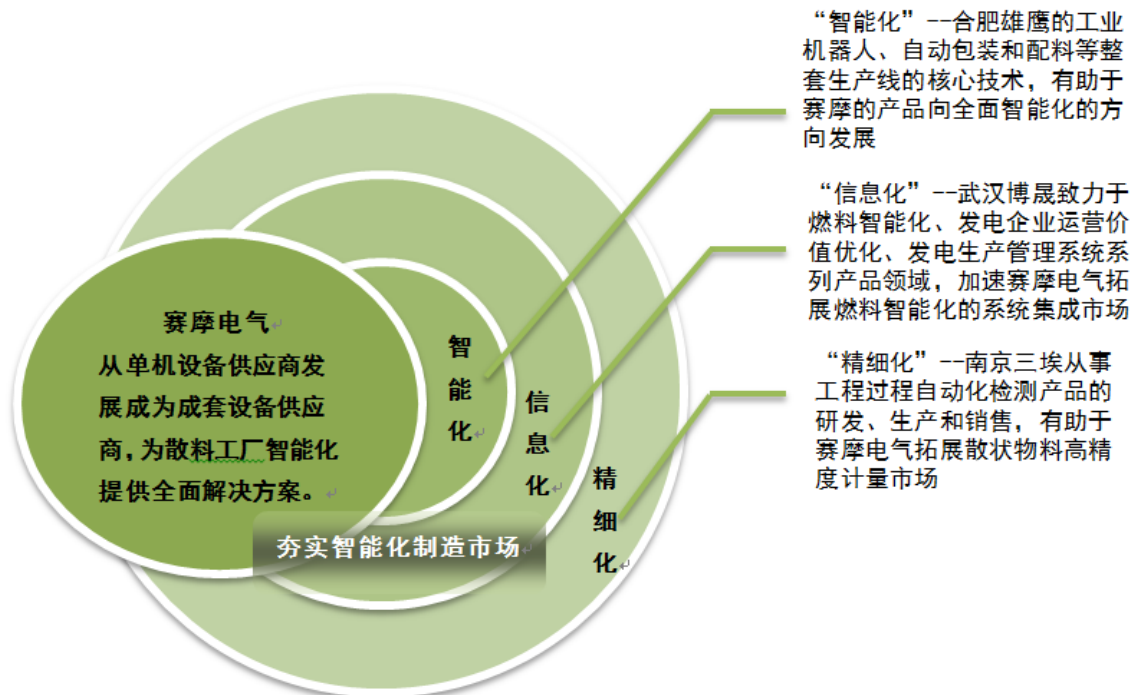 “智能化”--合肥雄鹰的工业
机器人、自动包装和配料等整
套生产线的核心技术，有助于
赛摩的产品向全面智能化的方
向发展
“信息化”--武汉博晟致力于
燃料智能化、发电企业运营价
值优化、发电生产管理系统系
列产品领域，加速赛摩电气拓
展燃料智能化的系统集成市场
“精细化”--南京三埃从事
工程过程自动化检测产品的
研发、生产和销售，有助于
赛摩电气拓展散状物料高精
度计量市场
赛摩电气
从单机设备供应商发
展成为成套设备供应
商，为散料工厂智能化
提供全面解决方案。
智
能
化
信
息
化
精
细
化
夯实智能化制造市场